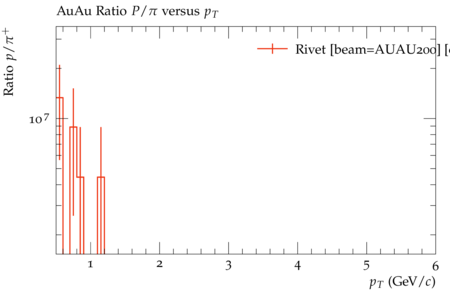 AuAu Ratio P/π versus p_T
Ratio p/π⁺
Rivet [beam=AUAU200] [c
10⁷
1 2 3 4 5 6
p_T (GeV/c)